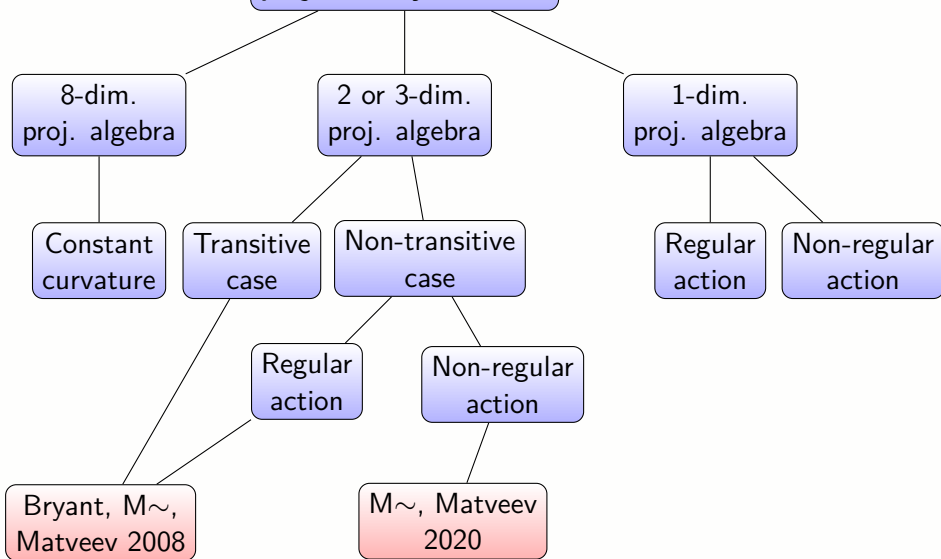 8-dim.
proj. algebra
2 or 3-dim.
proj. algebra
1-dim.
proj. algebra
Constant
curvature
Transitive
case
Non-transitive
case
Regular
action
Non-regular
action
Regular
action
Non-regular
action
Bryant, M∼,
Matveev 2008
M∼, Matveev
2020